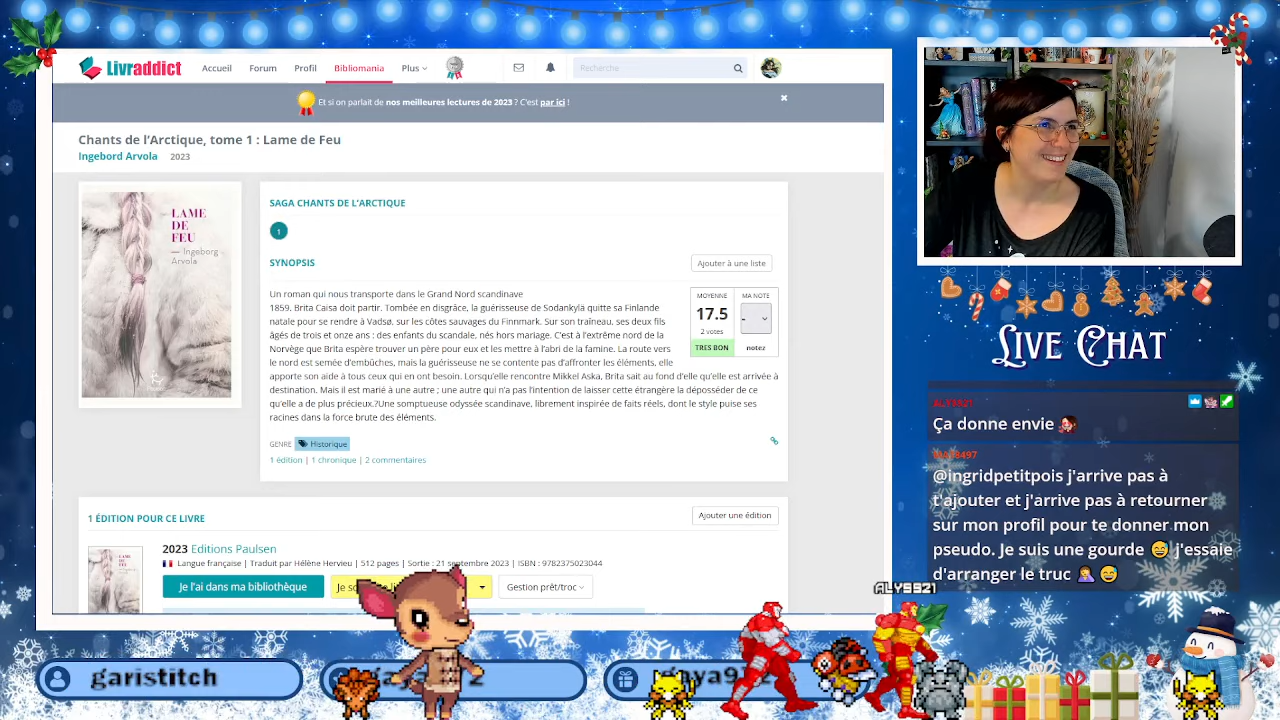 Livraddict
Accueil
Forum
Profil
Bibliomania
Plus
Recherche
Et si on parlait de nos meilleures lectures de 2023 ? C'est par ici !
Chants de l'Arctique, tome 1 : Lame de Feu
Ingebord Arvola 2023
LAME
DE
FEU
— Ingeborg
Arvola
SAGA CHANTS DE L'ARCTIQUE
1
SYNOPSIS
Ajouter à une liste
Un roman qui nous transporte dans le Grand Nord scandinave
1859. Brita Caisa doit partir. Tombée en disgrâce, la guérisseuse de Sodankylä quitte sa Finlande
natale pour se rendre à Vadsø, sur les côtes sauvages du Finnmark. Sur son traîneau, ses deux fils
âgés de trois et onze ans : des enfants du scandale, nés hors mariage. C'est à l'extrême nord de la
Norvège que Brita espère trouver un père pour eux et les mettre à l'abri de la famine. La route vers
le nord est semée d'embûches, mais la guérisseuse ne se contente pas d'affronter les éléments, elle
apporte son aide à tous ceux qui en ont besoin. Lorsqu'elle rencontre Mikkel Aska, Brita sait au fond d'elle qu'elle est arrivée à
destination. Mais il est marié à une autre ; une autre qui n'a pas l'intention de laisser cette étrangère la déposséder de ce
qu'elle a de plus précieux.?Une somptueuse odyssée scandinave, librement inspirée de faits réels, dont le style puise ses
racines dans la force brute des éléments.
MOYENNE
17.5
2 votes
TRES BON
MA NOTE
-
notez
GENRE Historique
1 édition | 1 chronique | 2 commentaires
1 ÉDITION POUR CE LIVRE
Ajouter une édition
2023 Editions Paulsen
Langue française | Traduit par Hélène Hervieu | 512 pages | Sortie : 21 septembre 2023 | ISBN : 9782375023044
Je l'ai dans ma bibliothèque
Gestion prêt/troc
LIVE CHAT
ALY9921
Ça donne envie
@ingridpetitpois j'arrive pas à
t'ajouter et j'arrive pas à retourner
sur mon profil pour te donner mon
pseudo. Je suis une gourde j'essaie
d'arranger le truc
ALY9921
garistitch